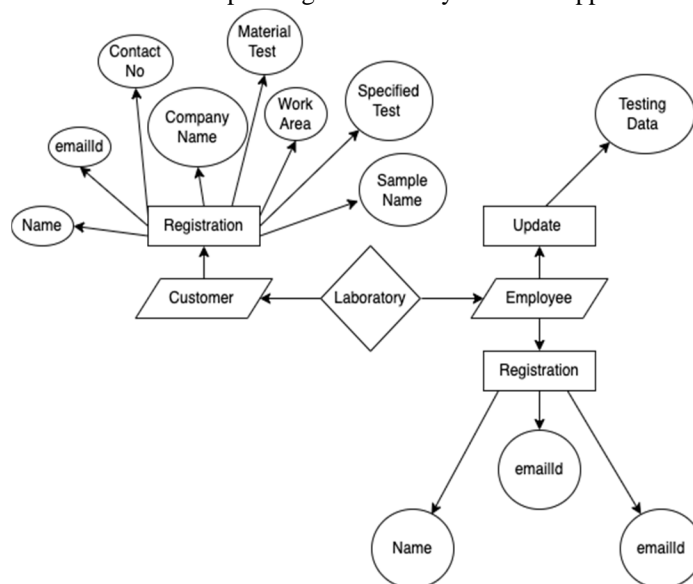 Material
Test
Contact
No
Specified
Test
Company
Name
Work
Area
Testing
Data
emailId
Sample
Name
Name
Registration
Update
Customer
Laboratory
Employee
Registration
emailId
Name
emailId